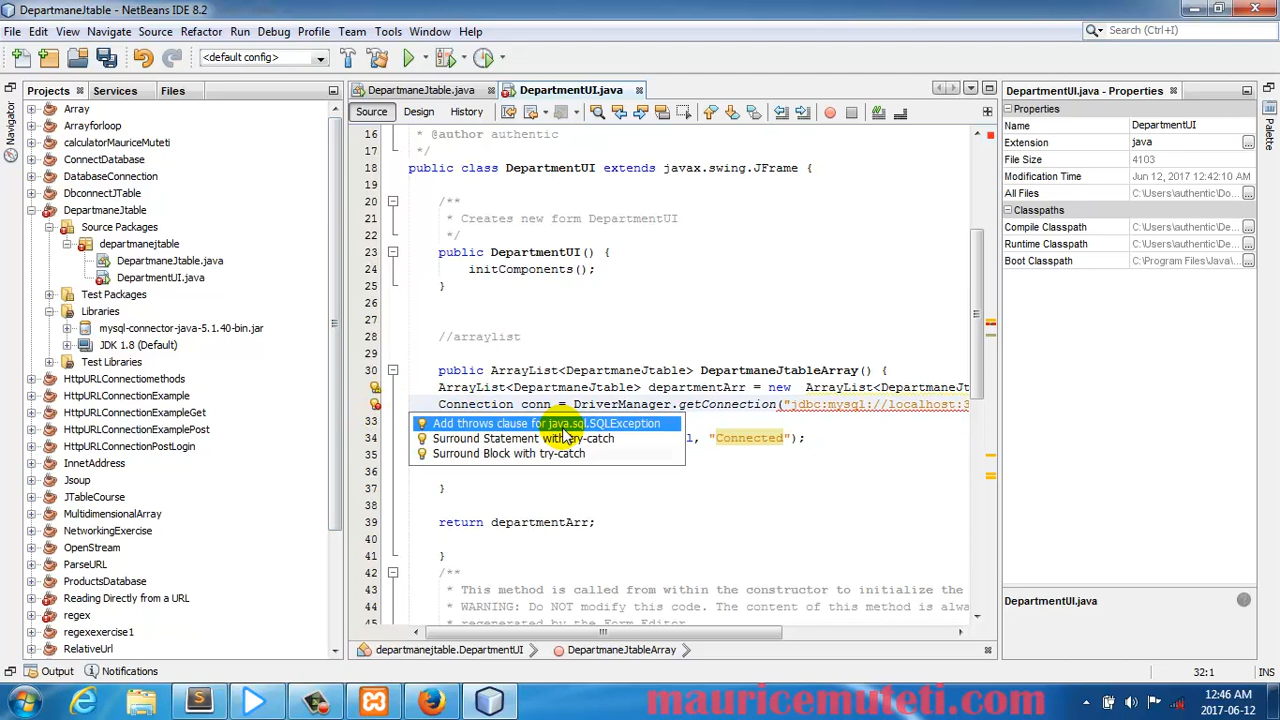 DepartmaneJtable - NetBeans IDE 8.2
File Edit View Navigate Source Refactor Run Debug Profile Team Tools Window Help
Search (Ctrl+I)
<default config>
Projects Services Files
DepartmaneJtable.java DepartmentUI.java
DepartmentUI.java - Properties
Source Design History
Navigator
Palette
Array
Arrayforloop
calculatorMauriceMuteti
ConnectDatabase
DatabaseConnection
DbconnectJTable
DepartmaneJtable
Source Packages
departmanejtable
DepartmaneJtable.java
DepartmentUI.java
Test Packages
Libraries
mysql-connector-java-5.1.40-bin.jar
JDK 1.8 (Default)
Test Libraries
HttpURLConnectiomethods
HttpURLConnectionExample
HttpURLConnectionExampleGet
HttpURLConnectionExamplePost
HttpURLConnectionPostLogin
Jsoup
JTableCourse
MultidimensionalArray
NetworkingExercise
OpenStream
ParseURL
ProductsDatabase
Reading Directly from a URL
regex
regexexercise1
RelativeUrl
16 * @author authentic
17 */
18 public class DepartmentUI extends javax.swing.JFrame {
19
20 /**
21 * Creates new form DepartmentUI
22 */
23 public DepartmentUI() {
24 initComponents();
25 }
26
27
28 //arraylist
29
30 public ArrayList<DepartmaneJtable> DepartmaneJtableArray() {
ArrayList<DepartmaneJtable> departmentArr = new ArrayList<DepartmaneJt
Connection conn = DriverManager.getConnection("jdbc:mysql://localhost:3
33
34 l, "Connected");
35
36
37 }
38
39 return departmentArr;
40
41 }
42 /**
43 * This method is called from within the constructor to initialize the
44 * WARNING: Do NOT modify this code. The content of this method is alwa
45 * regenerated by the Form Editor.
Add throws clause for java.sql.SQLException
Surround Statement with try-catch
Surround Block with try-catch
Properties
Name DepartmentUI
Extension java
File Size 4103
Modification Time Jun 12, 2017 12:42:10 AM
All Files C:\Users\authentic\Do...
Classpaths
Compile Classpath C:\Users\authentic\De...
Runtime Classpath C:\Users\authentic\De...
Boot Classpath C:\Program Files\Java\...
DepartmentUI.java
departmanejtable.DepartmentUI DepartmaneJtableArray
Output Notifications
32:1 INS
mauricemuteti.com
12:46 AM
2017-06-12